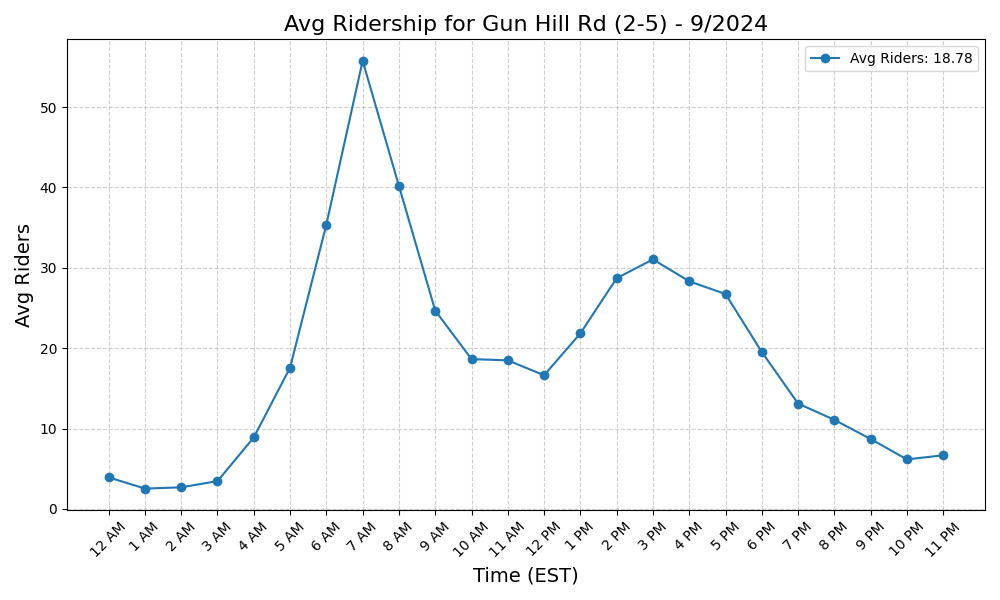 Avg Ridership for Gun Hill Rd (2-5) - 9/2024
Avg Riders: 18.78
Avg Riders
50
40
30
20
10
0
12 AM
1 AM
2 AM
3 AM
4 AM
5 AM
6 AM
7 AM
8 AM
9 AM
10 AM
11 AM
12 PM
1 PM
2 PM
3 PM
4 PM
5 PM
6 PM
7 PM
8 PM
9 PM
10 PM
11 PM
Time (EST)